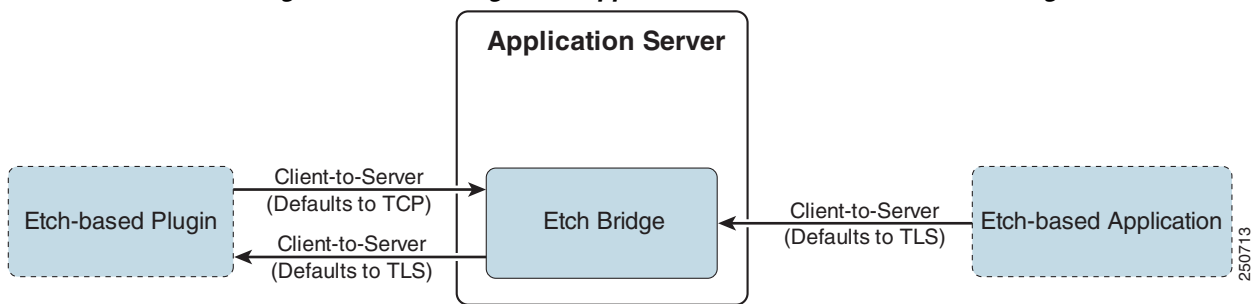 Application Server
Client-to-Server
(Defaults to TCP)
Etch-based Plugin
Etch Bridge
Client-to-Server
(Defaults to TLS)
Client-to-Server
(Defaults to TLS)
Etch-based Application
250713